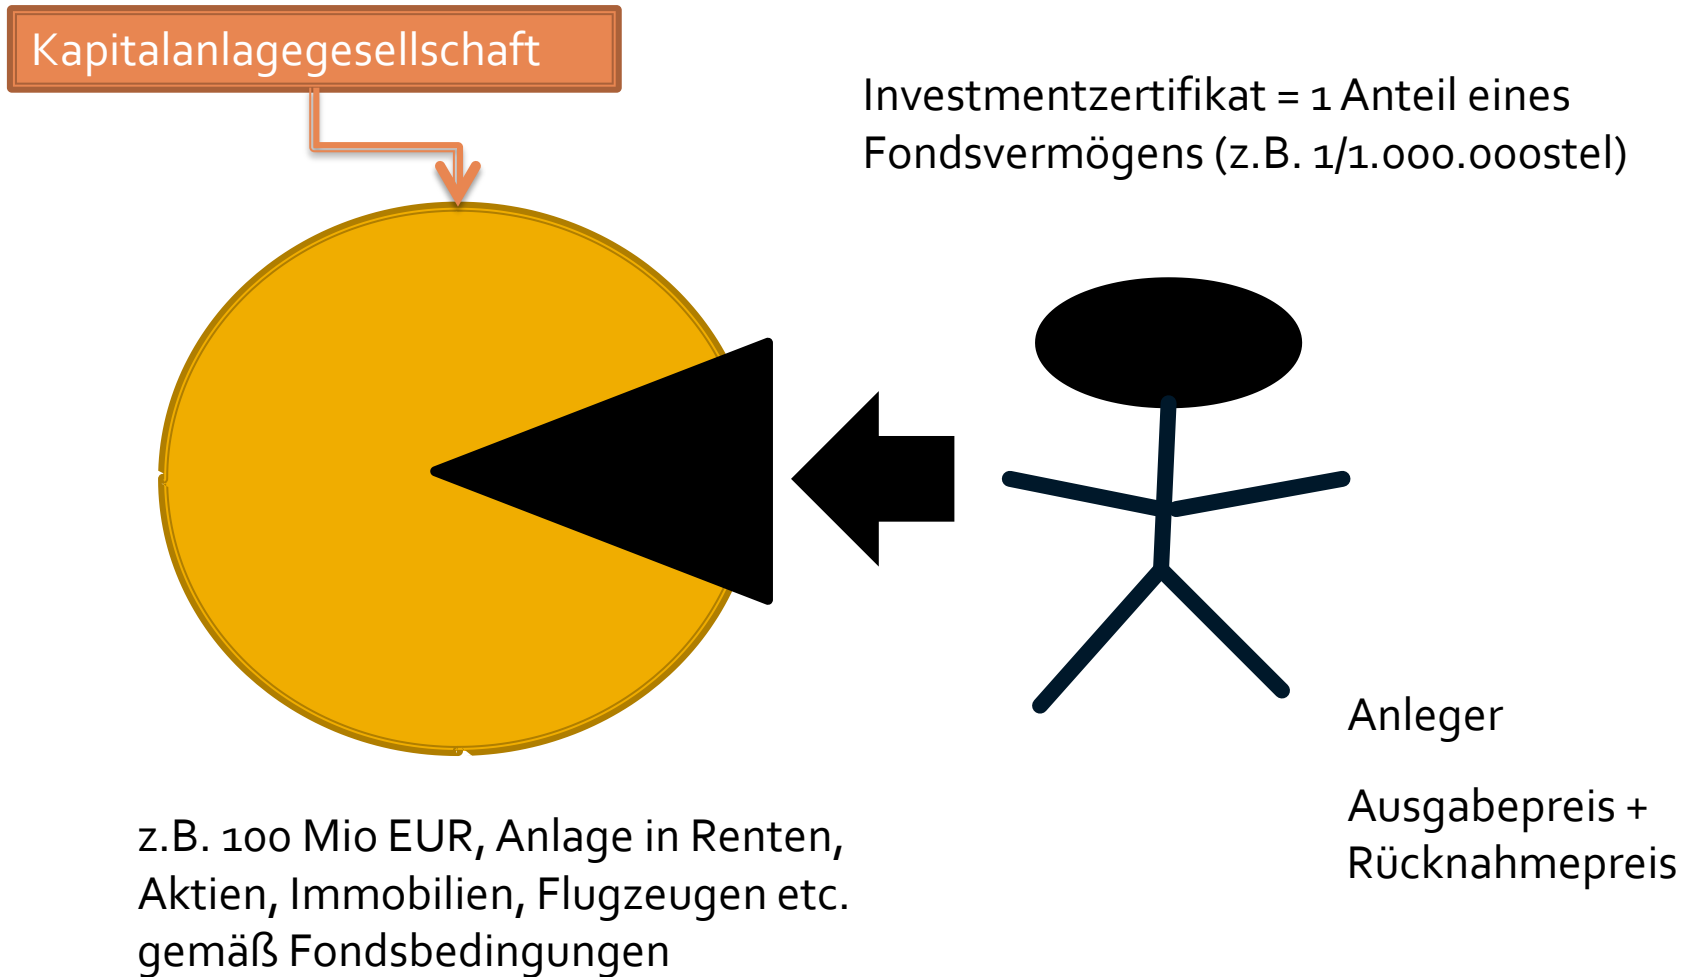 Kapitalanlagegesellschaft
Investmentzertifikat = 1 Anteil eines
Fondsvermögens (z.B. 1/1.000.000stel)
Anleger
Ausgabepreis +
Rücknahmepreis
z.B. 100 Mio EUR, Anlage in Renten,
Aktien, Immobilien, Flugzeugen etc.
gemäß Fondsbedingungen